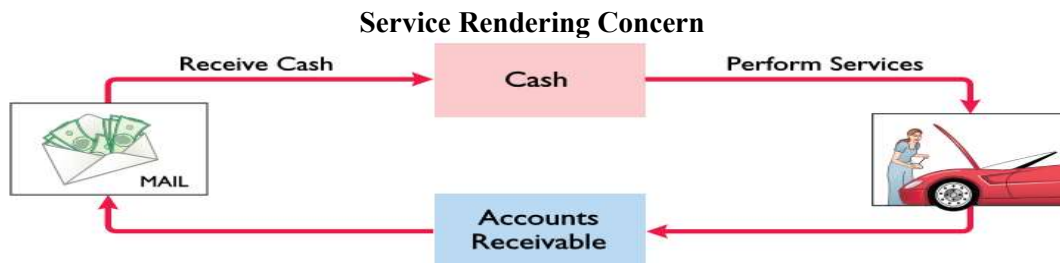 Service Rendering Concern
Receive Cash
Cash
Perform Services
MAIL
Accounts
Receivable